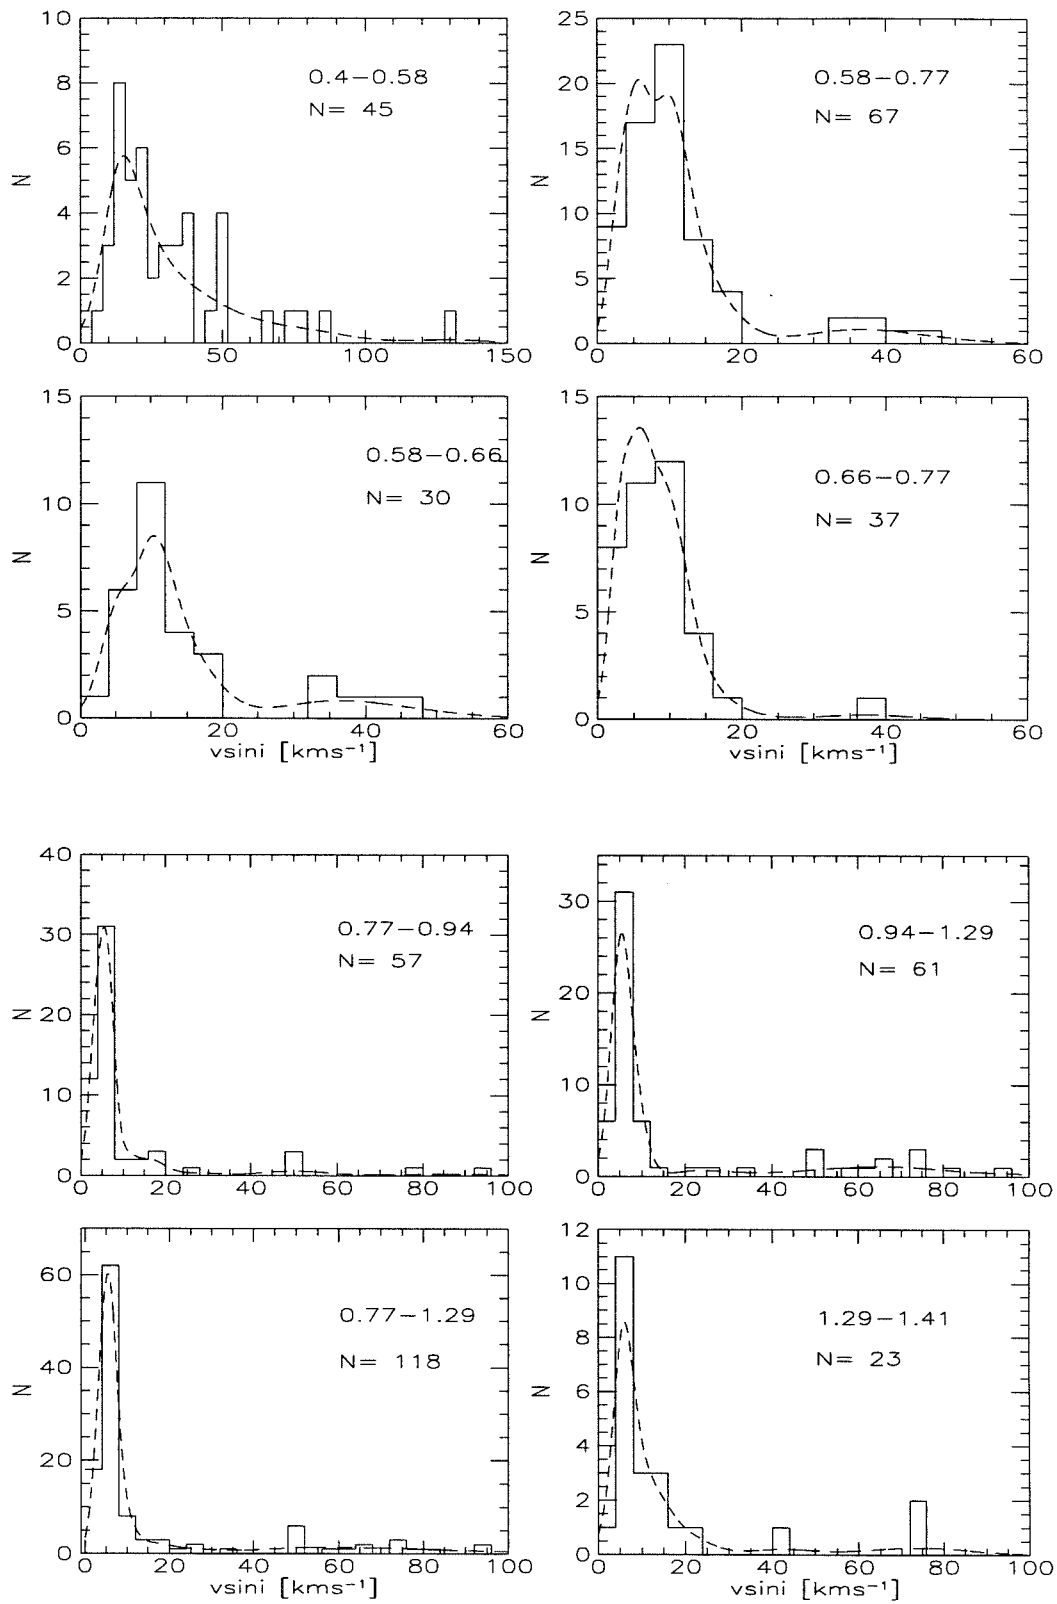 10
8
6
4
2
0
N
0.4−0.58
N= 45
0 50 100 150
25
20
15
10
5
0
N
0.58−0.77
N= 67
0 20 40 60
15
10
5
0
N
0.58−0.66
N= 30
0 20 40 60
vsini [kms⁻¹]
15
10
5
0
N
0.66−0.77
N= 37
0 20 40 60
vsini [kms⁻¹]
40
30
20
10
0
N
0.77−0.94
N= 57
0 20 40 60 80 100
30
20
10
0
N
0.94−1.29
N= 61
0 20 40 60 80 100
60
40
20
0
N
0.77−1.29
N= 118
0 20 40 60 80 100
vsini [kms⁻¹]
12
10
8
6
4
2
0
N
1.29−1.41
N= 23
0 20 40 60 80 100
vsini [kms⁻¹]